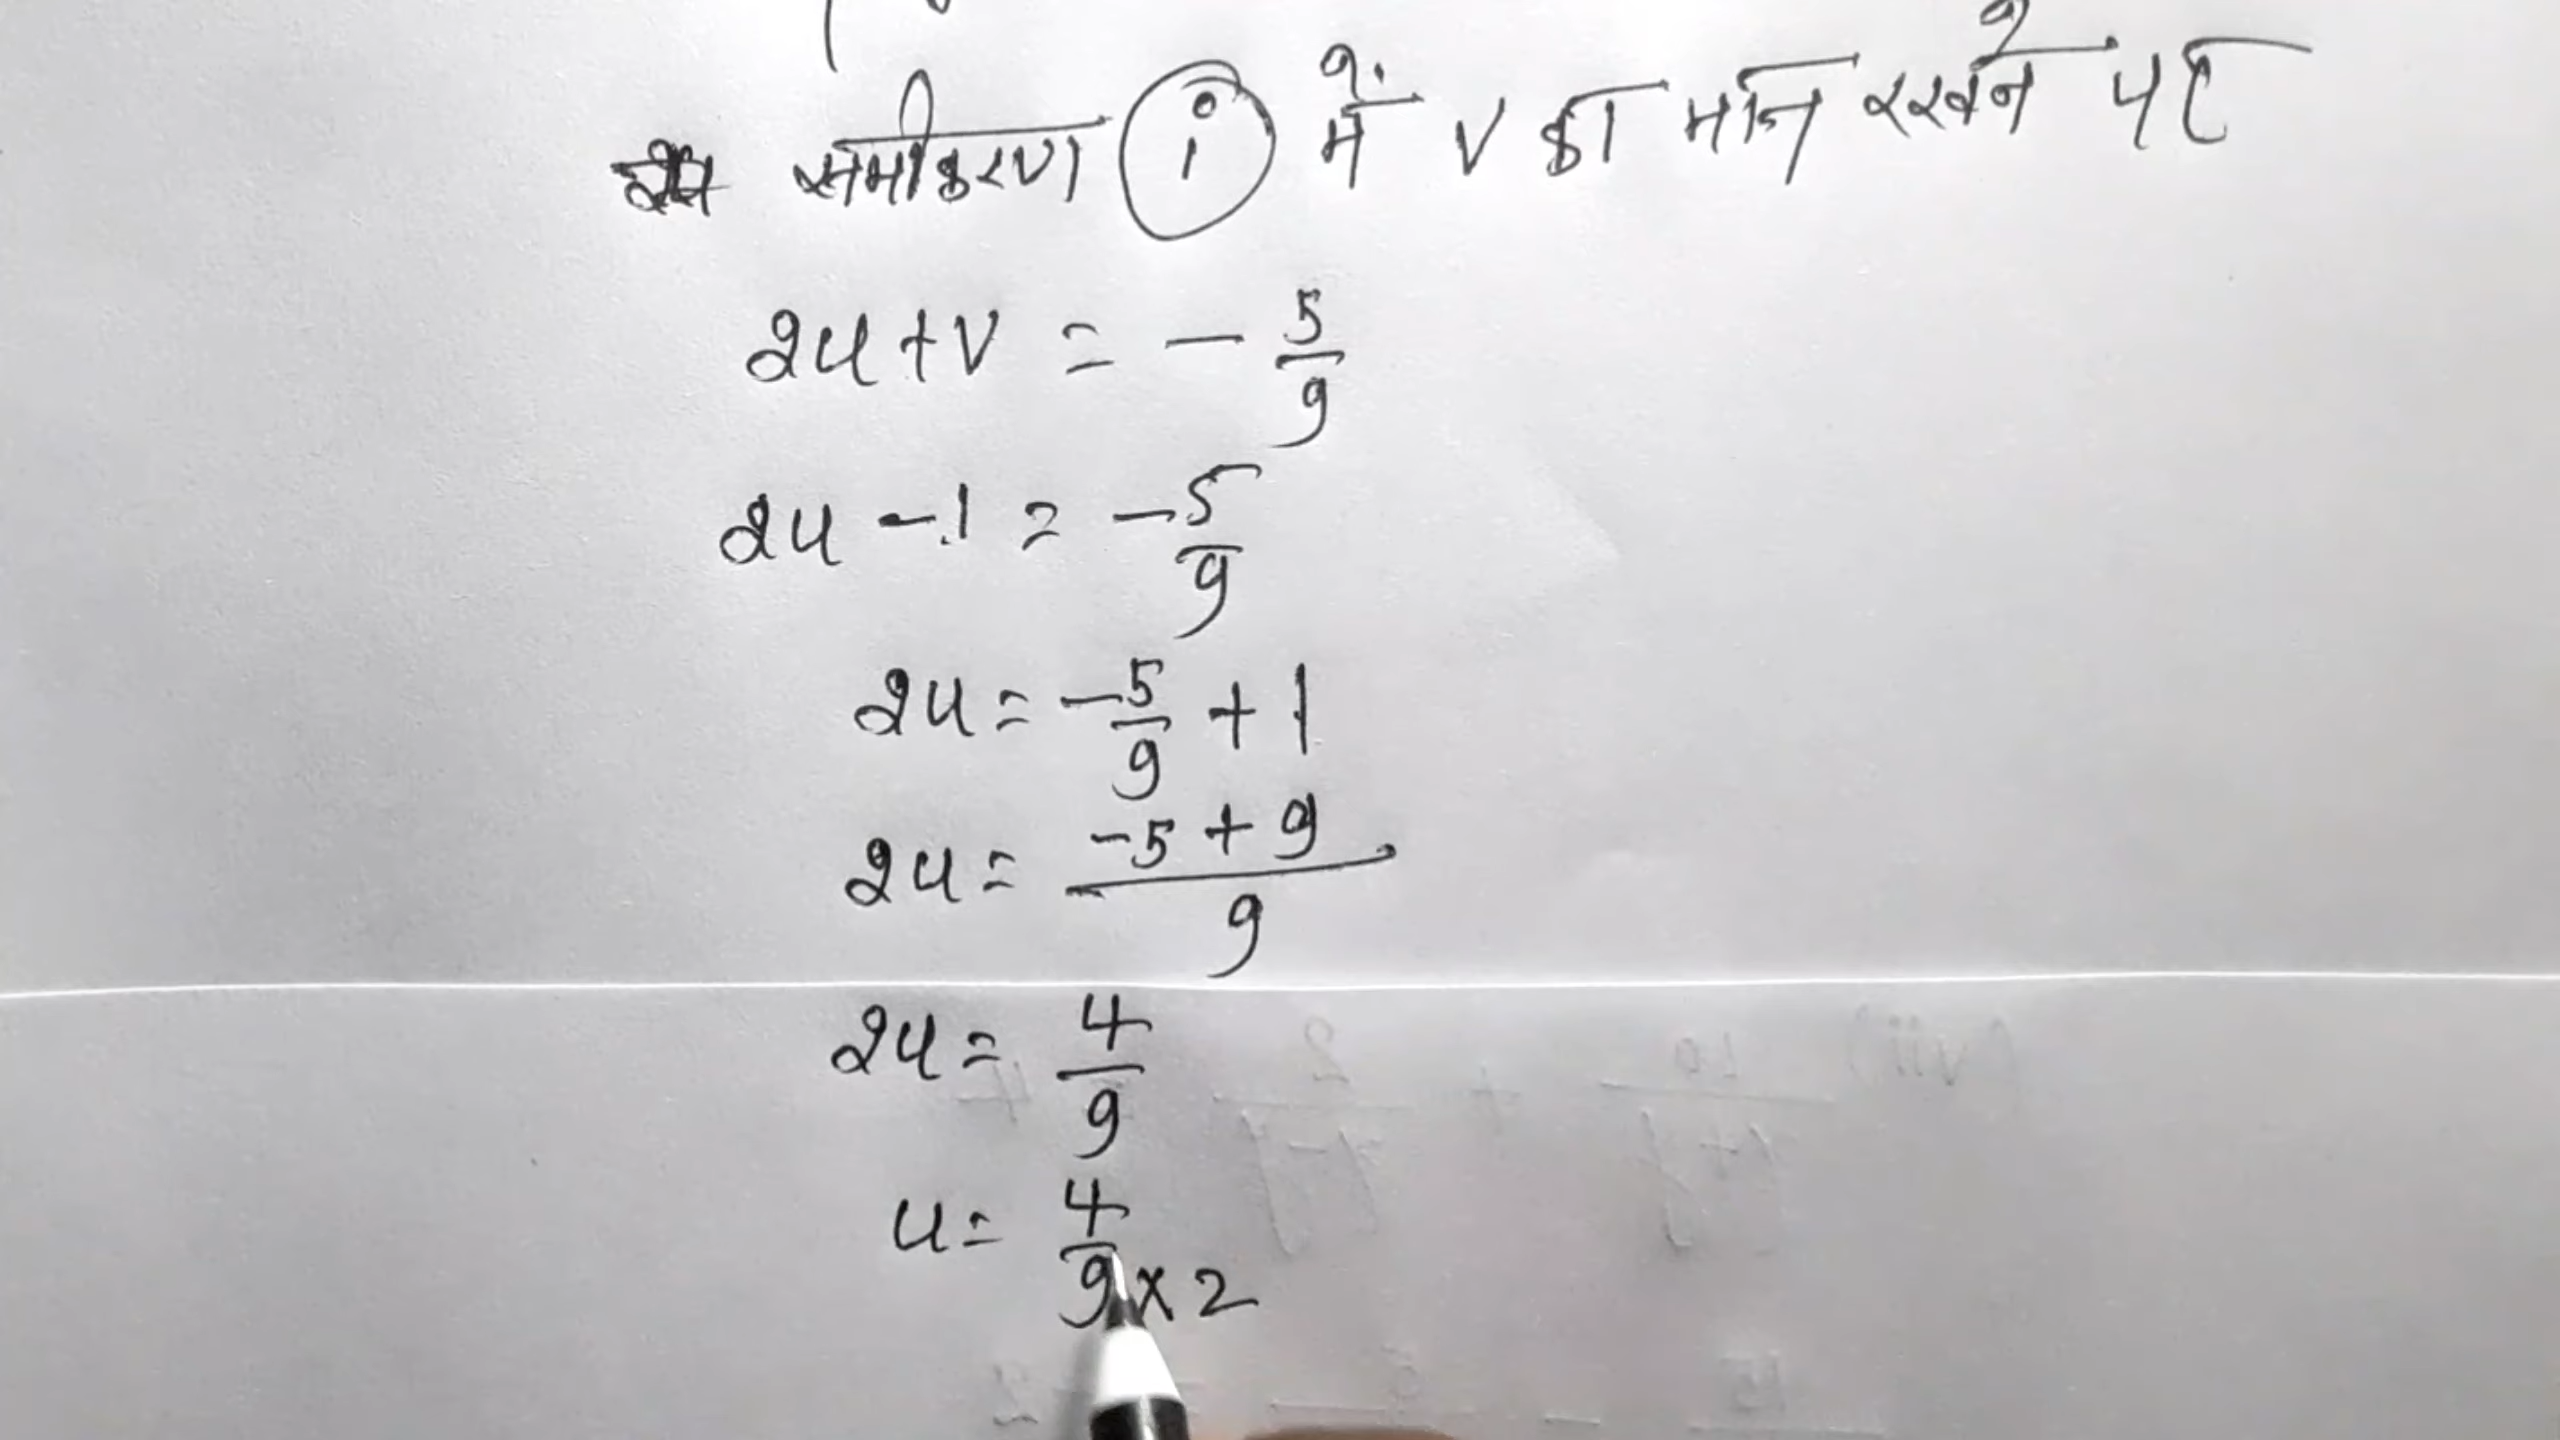 समीकरण (i) में v का मान रखने पर
2u + v = - 5/9
2u - 1 = - 5/9
2u = - 5/9 + 1
2u = (-5 + 9)/9
2u = 4/9
u = 4/9 × 2